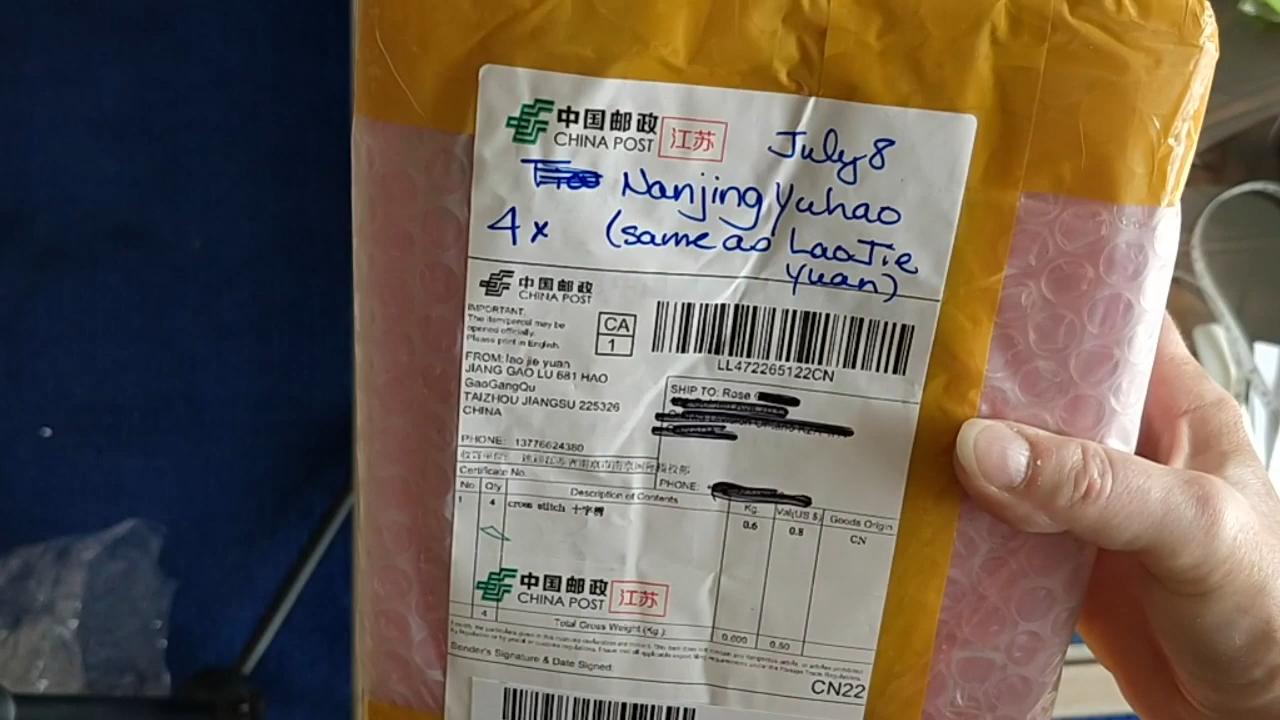 中国邮政
CHINA POST
江苏
July 8
Nanjing Yuhao
4x (same as LaoJie
Yuan)
中国邮政
CHINA POST
IMPORTANT:
The item/parcel may be
opened officially.
Please print in English.
CA
1
LL472265122CN
FROM: lao jie yuan
JIANG GAO LU 681 HAO
GaoGangQu
TAIZHOU JIANGSU 225326
CHINA
PHONE: 13776624380
SHIP TO: Rose
PHONE:
Certificate No.
No Qty Description of Contents Kg. Val(US $) Goods Origin
1 4 cross stitch 十字绣 0.6 0.8 CN
中国邮政
CHINA POST
江苏
4 Total Gross Weight (Kg.): 0.600 0.80
Sender's Signature & Date Signed:
CN22